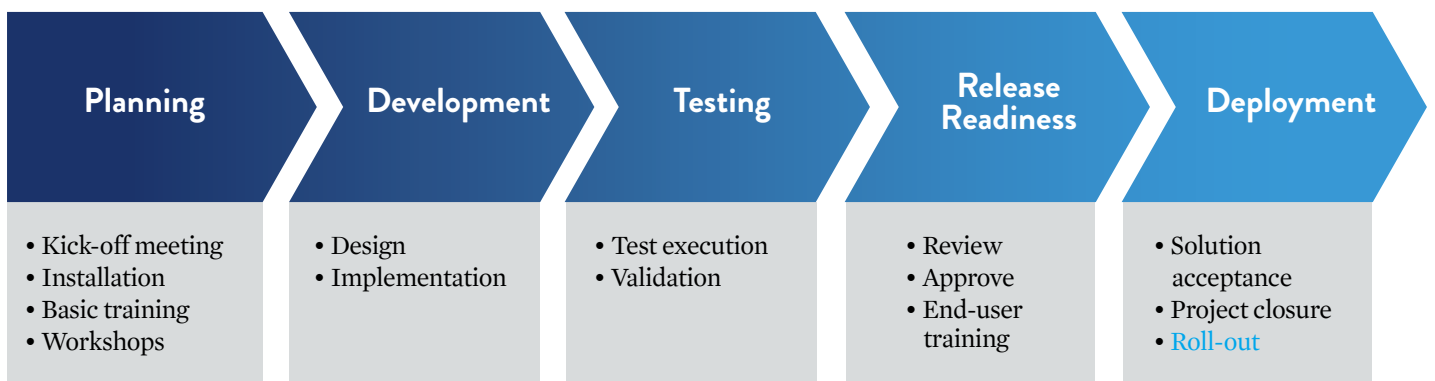 Planning
• Kick-off meeting
• Installation
• Basic training
• Workshops
Development
• Design
• Implementation
Testing
• Test execution
• Validation
Release
Readiness
• Review
• Approve
• End-user
training
Deployment
• Solution
acceptance
• Project closure
• Roll-out